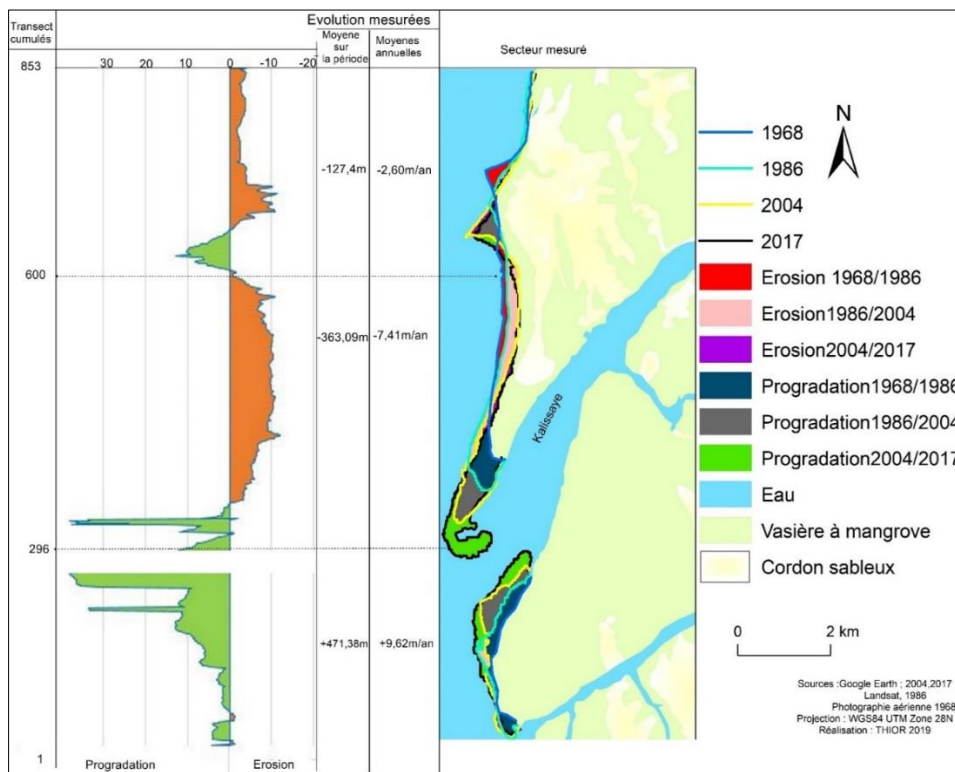 Transect cumulés
Evolution mesurées
Moyene sur la période
Moyenes annuelles
Secteur mesuré
853
30 20 10 0 -10 -20
-127,4m
-2,60m/an
600
-363,09m
-7,41m/an
296
+471,38m
+9,62m/an
1
Progradation
Erosion
Kalissaye
N
1968
1986
2004
2017
Erosion 1968/1986
Erosion1986/2004
Erosion2004/2017
Progradation1968/1986
Progradation1986/2004
Progradation2004/2017
Eau
Vasière à mangrove
Cordon sableux
0 2 km
Sources :Google Earth ; 2004,2017
Landsat, 1986
Photographie aérienne 1968
Projection : WGS84 UTM Zone 28N
Réalisation : THIOR 2019